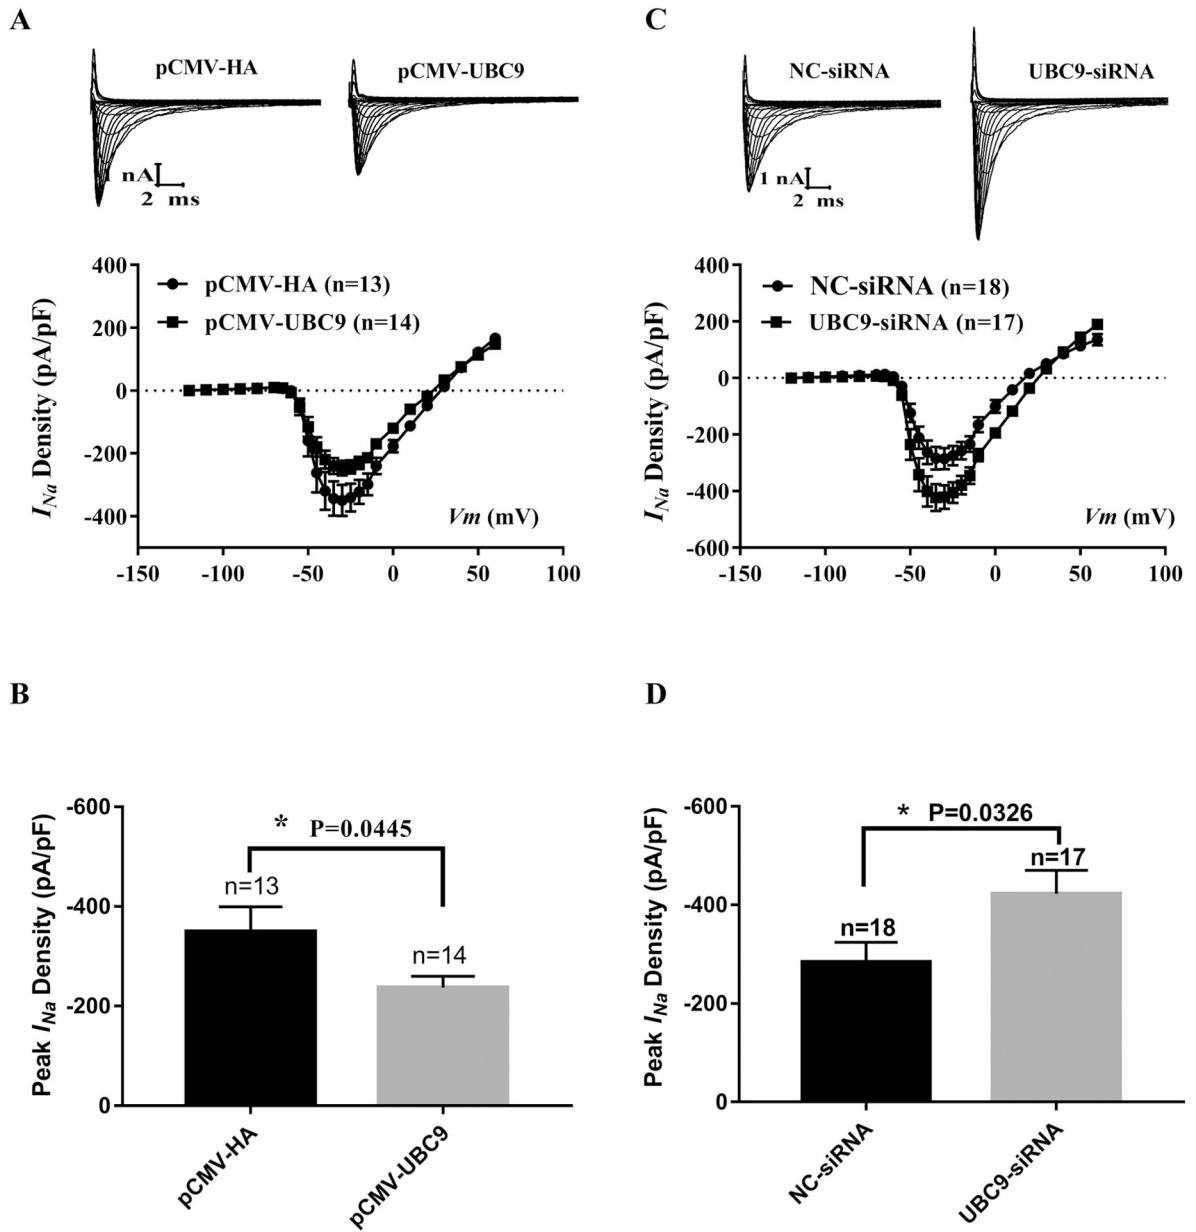 A
pCMV-HA
pCMV-UBC9
1 nA
2 ms
400
200
0
-200
-400
INa Density (pA/pF)
pCMV-HA (n=13)
pCMV-UBC9 (n=14)
Vm (mV)
-150 -100 -50 0 50 100
C
NC-siRNA
UBC9-siRNA
1 nA
2 ms
400
200
0
-200
-400
-600
INa Density (pA/pF)
NC-siRNA (n=18)
UBC9-siRNA (n=17)
Vm (mV)
-150 -100 -50 0 50 100
B
-600
-400
-200
0
Peak INa Density (pA/pF)
* P=0.0445
n=13
n=14
pCMV-HA
pCMV-UBC9
D
-600
-400
-200
0
Peak INa Density (pA/pF)
* P=0.0326
n=17
n=18
NC-siRNA
UBC9-siRNA